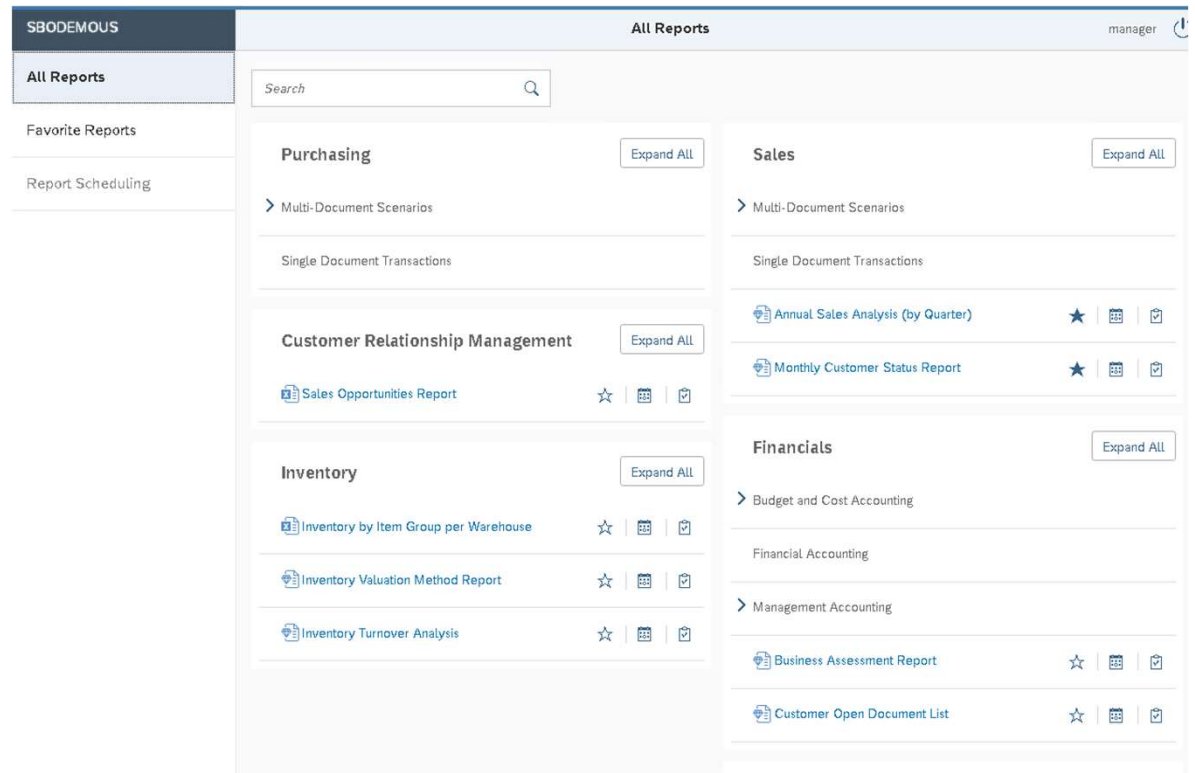 SBODEMOUS
All Reports
manager
All Reports
Favorite Reports
Report Scheduling
Search
Purchasing
Expand All
Multi-Document Scenarios
Single Document Transactions
Customer Relationship Management
Expand All
Sales Opportunities Report
Inventory
Expand All
Inventory by Item Group per Warehouse
Inventory Valuation Method Report
Inventory Turnover Analysis
Sales
Expand All
Multi-Document Scenarios
Single Document Transactions
Annual Sales Analysis (by Quarter)
Monthly Customer Status Report
Financials
Expand All
Budget and Cost Accounting
Financial Accounting
Management Accounting
Business Assessment Report
Customer Open Document List